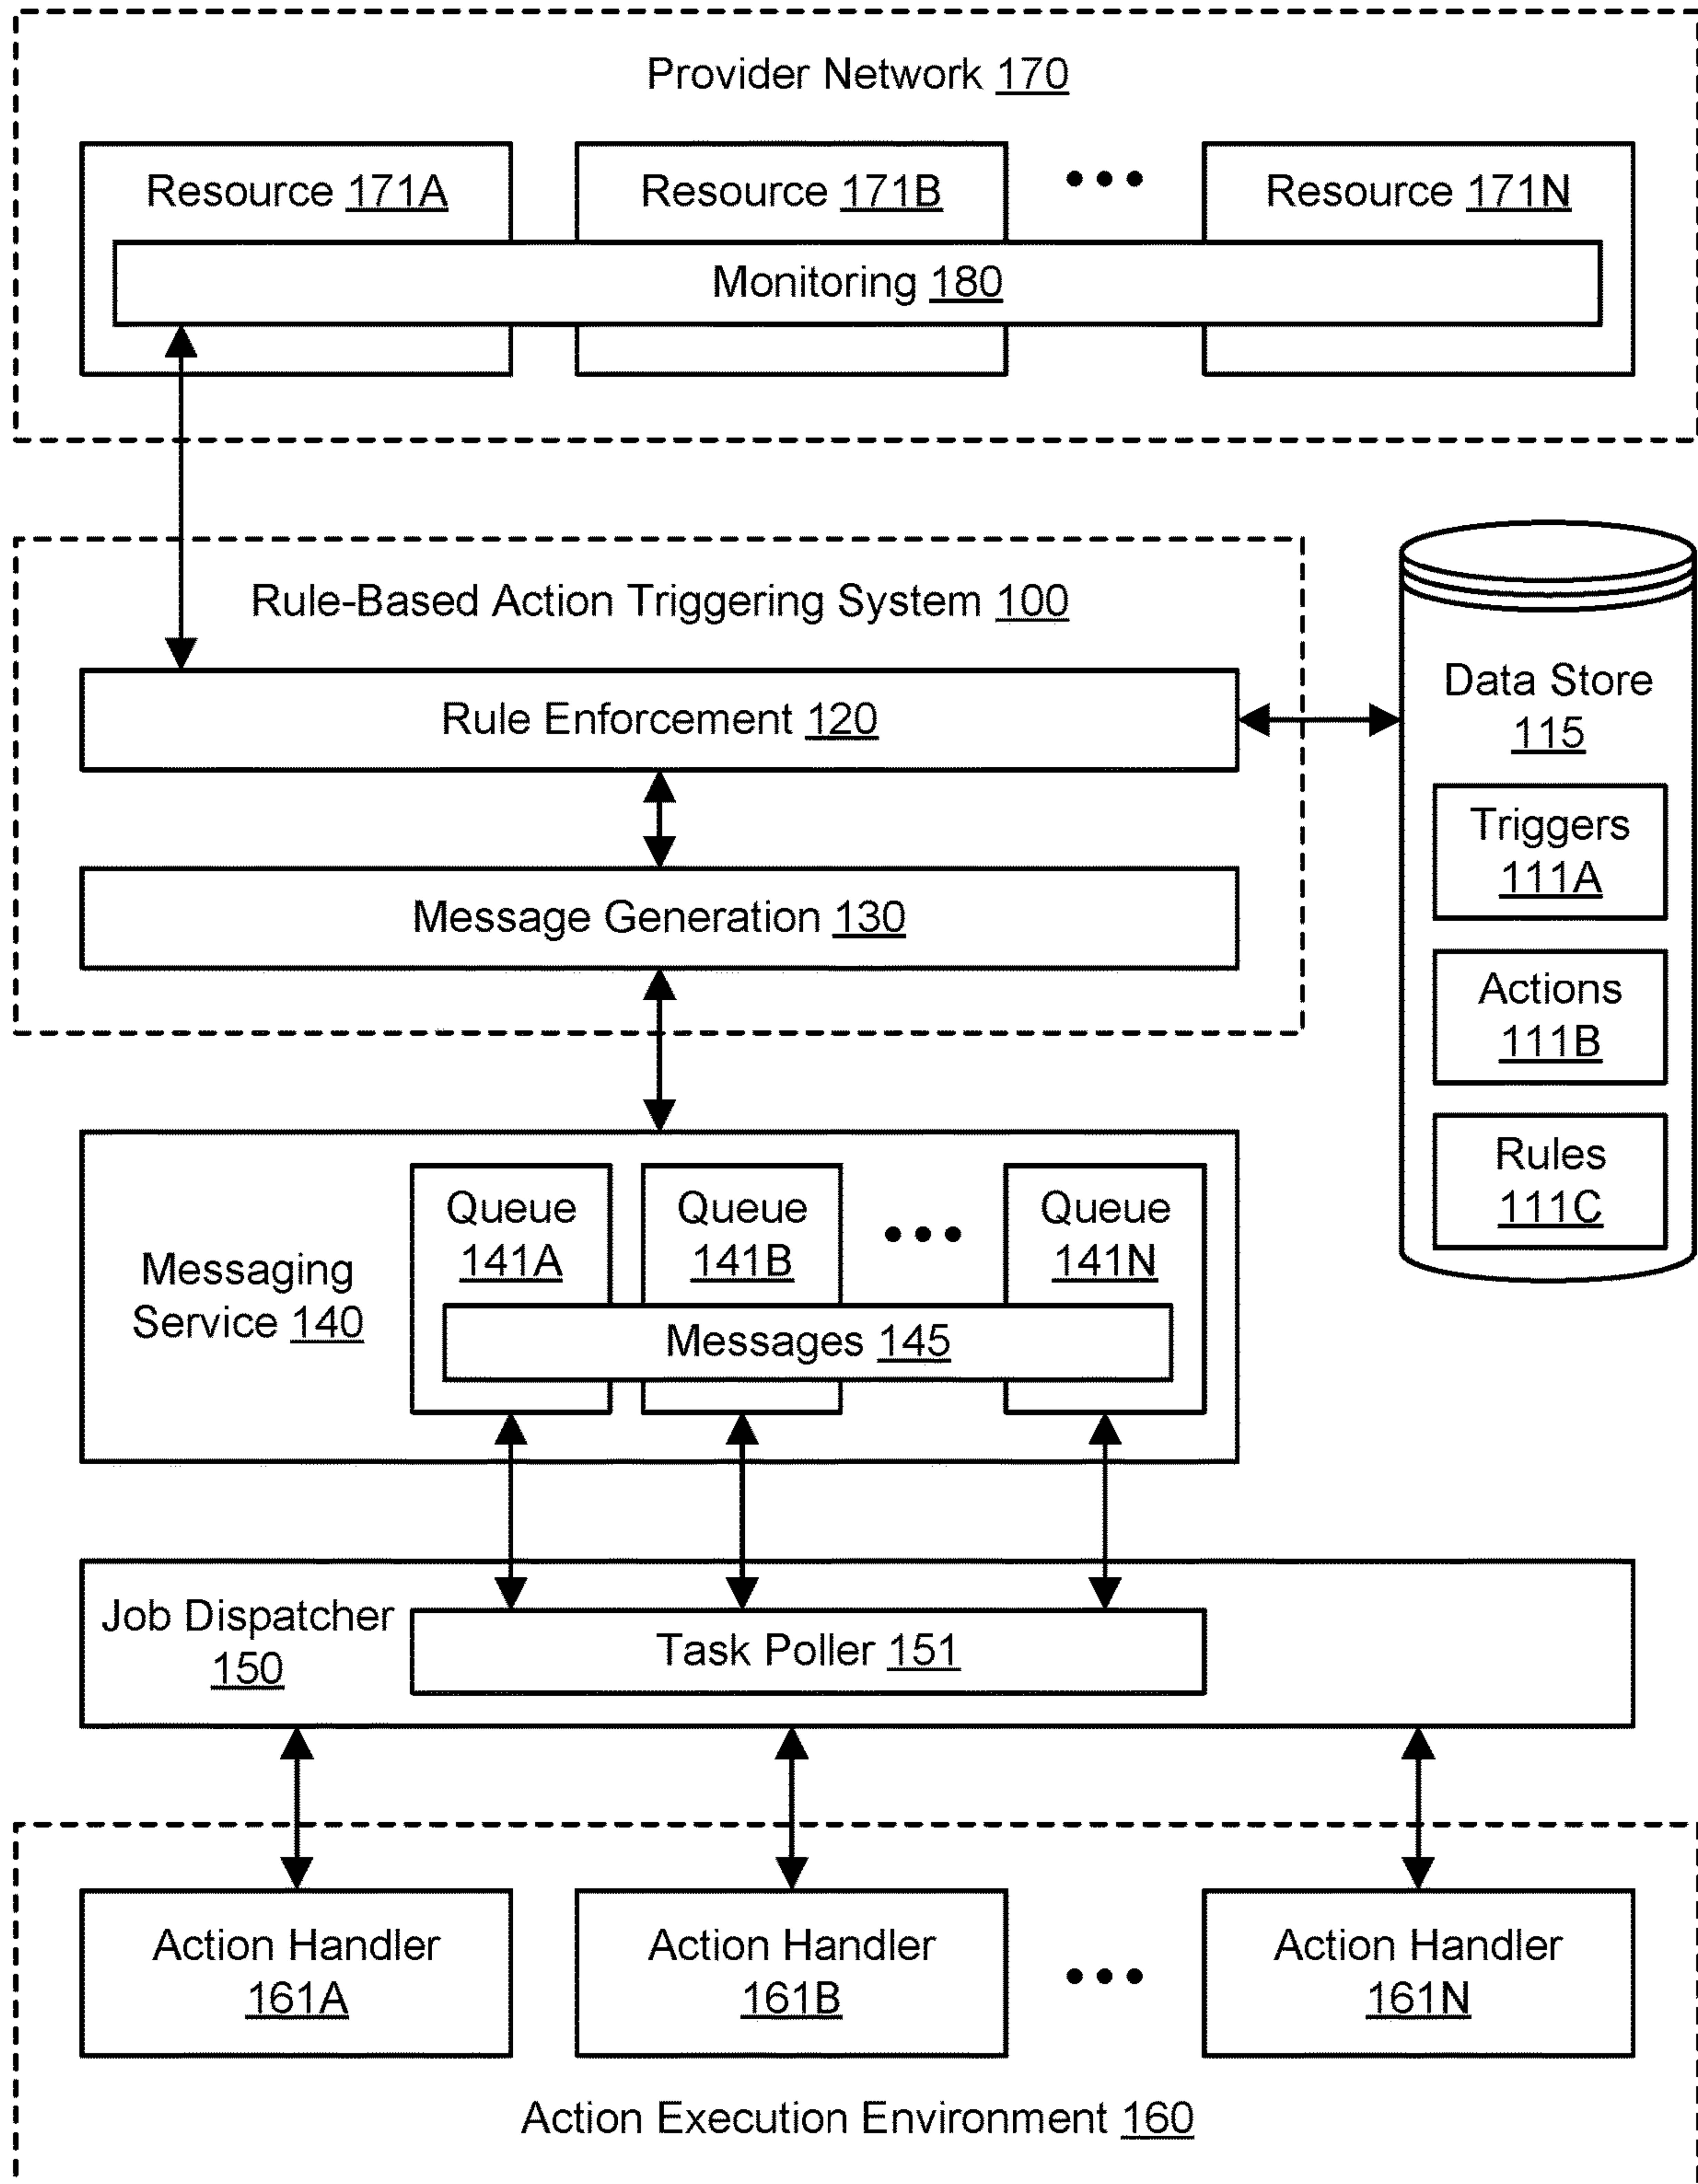 Provider Network 170
Resource 171A
Resource 171B
Resource 171N
Monitoring 180
Rule-Based Action Triggering System 100
Rule Enforcement 120
Message Generation 130
Data Store
115
Triggers
111A
Actions
111B
Rules
111C
Messaging
Service 140
Queue
141A
Queue
141B
Queue
141N
Messages 145
Job Dispatcher
150
Task Poller 151
Action Handler
161A
Action Handler
161B
Action Handler
161N
Action Execution Environment 160